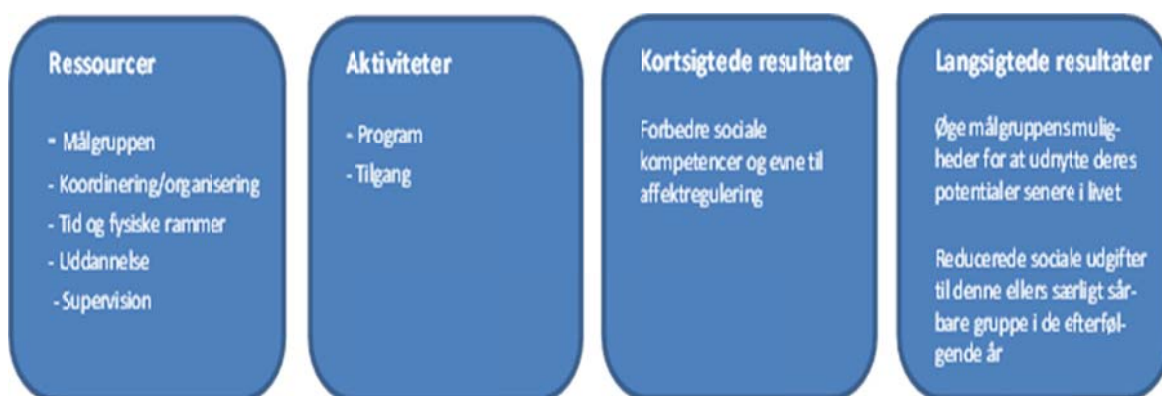 Ressourcer
- Målgruppen
- Koordinering/organisering
- Tid og fysiske rammer
- Uddannelse
- Supervision
Aktiviteter
- Program
- Tilgang
Kortsigtede resultater
Forbedre sociale
kompetencer og evne til
affektregulering
Langsigtede resultater
Øge målgruppensmulig-
heder for at udnytte deres
potentialer senere i livet
Reducerede sociale udgifter
til denne ellers særligt sår-
bare gruppe i de efterføl-
gende år